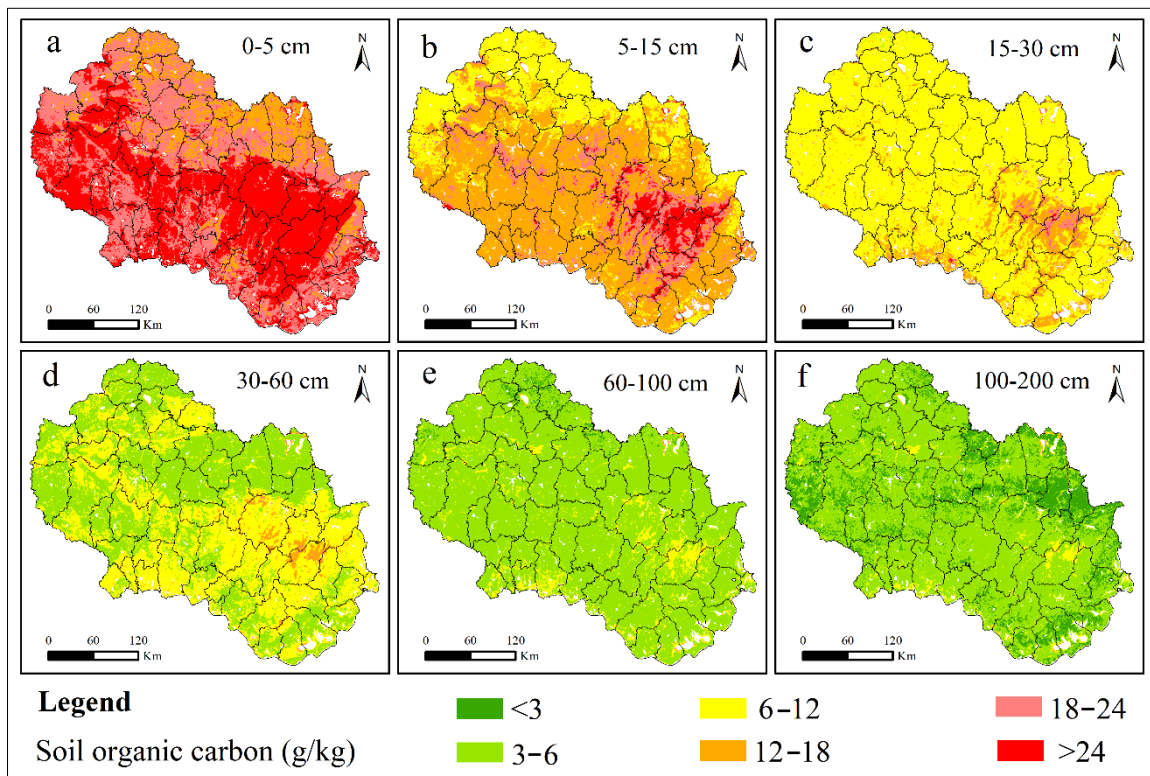 a
0-5 cm
N
0 60 120
Km
b
5-15 cm
N
0 60 120
Km
c
15-30 cm
N
0 60 120
Km
d
30-60 cm
N
0 60 120
Km
e
60-100 cm
N
0 60 120
Km
f
100-200 cm
N
0 60 120
Km
Legend
Soil organic carbon (g/kg)
<3
3−6
6−12
12−18
18−24
>24